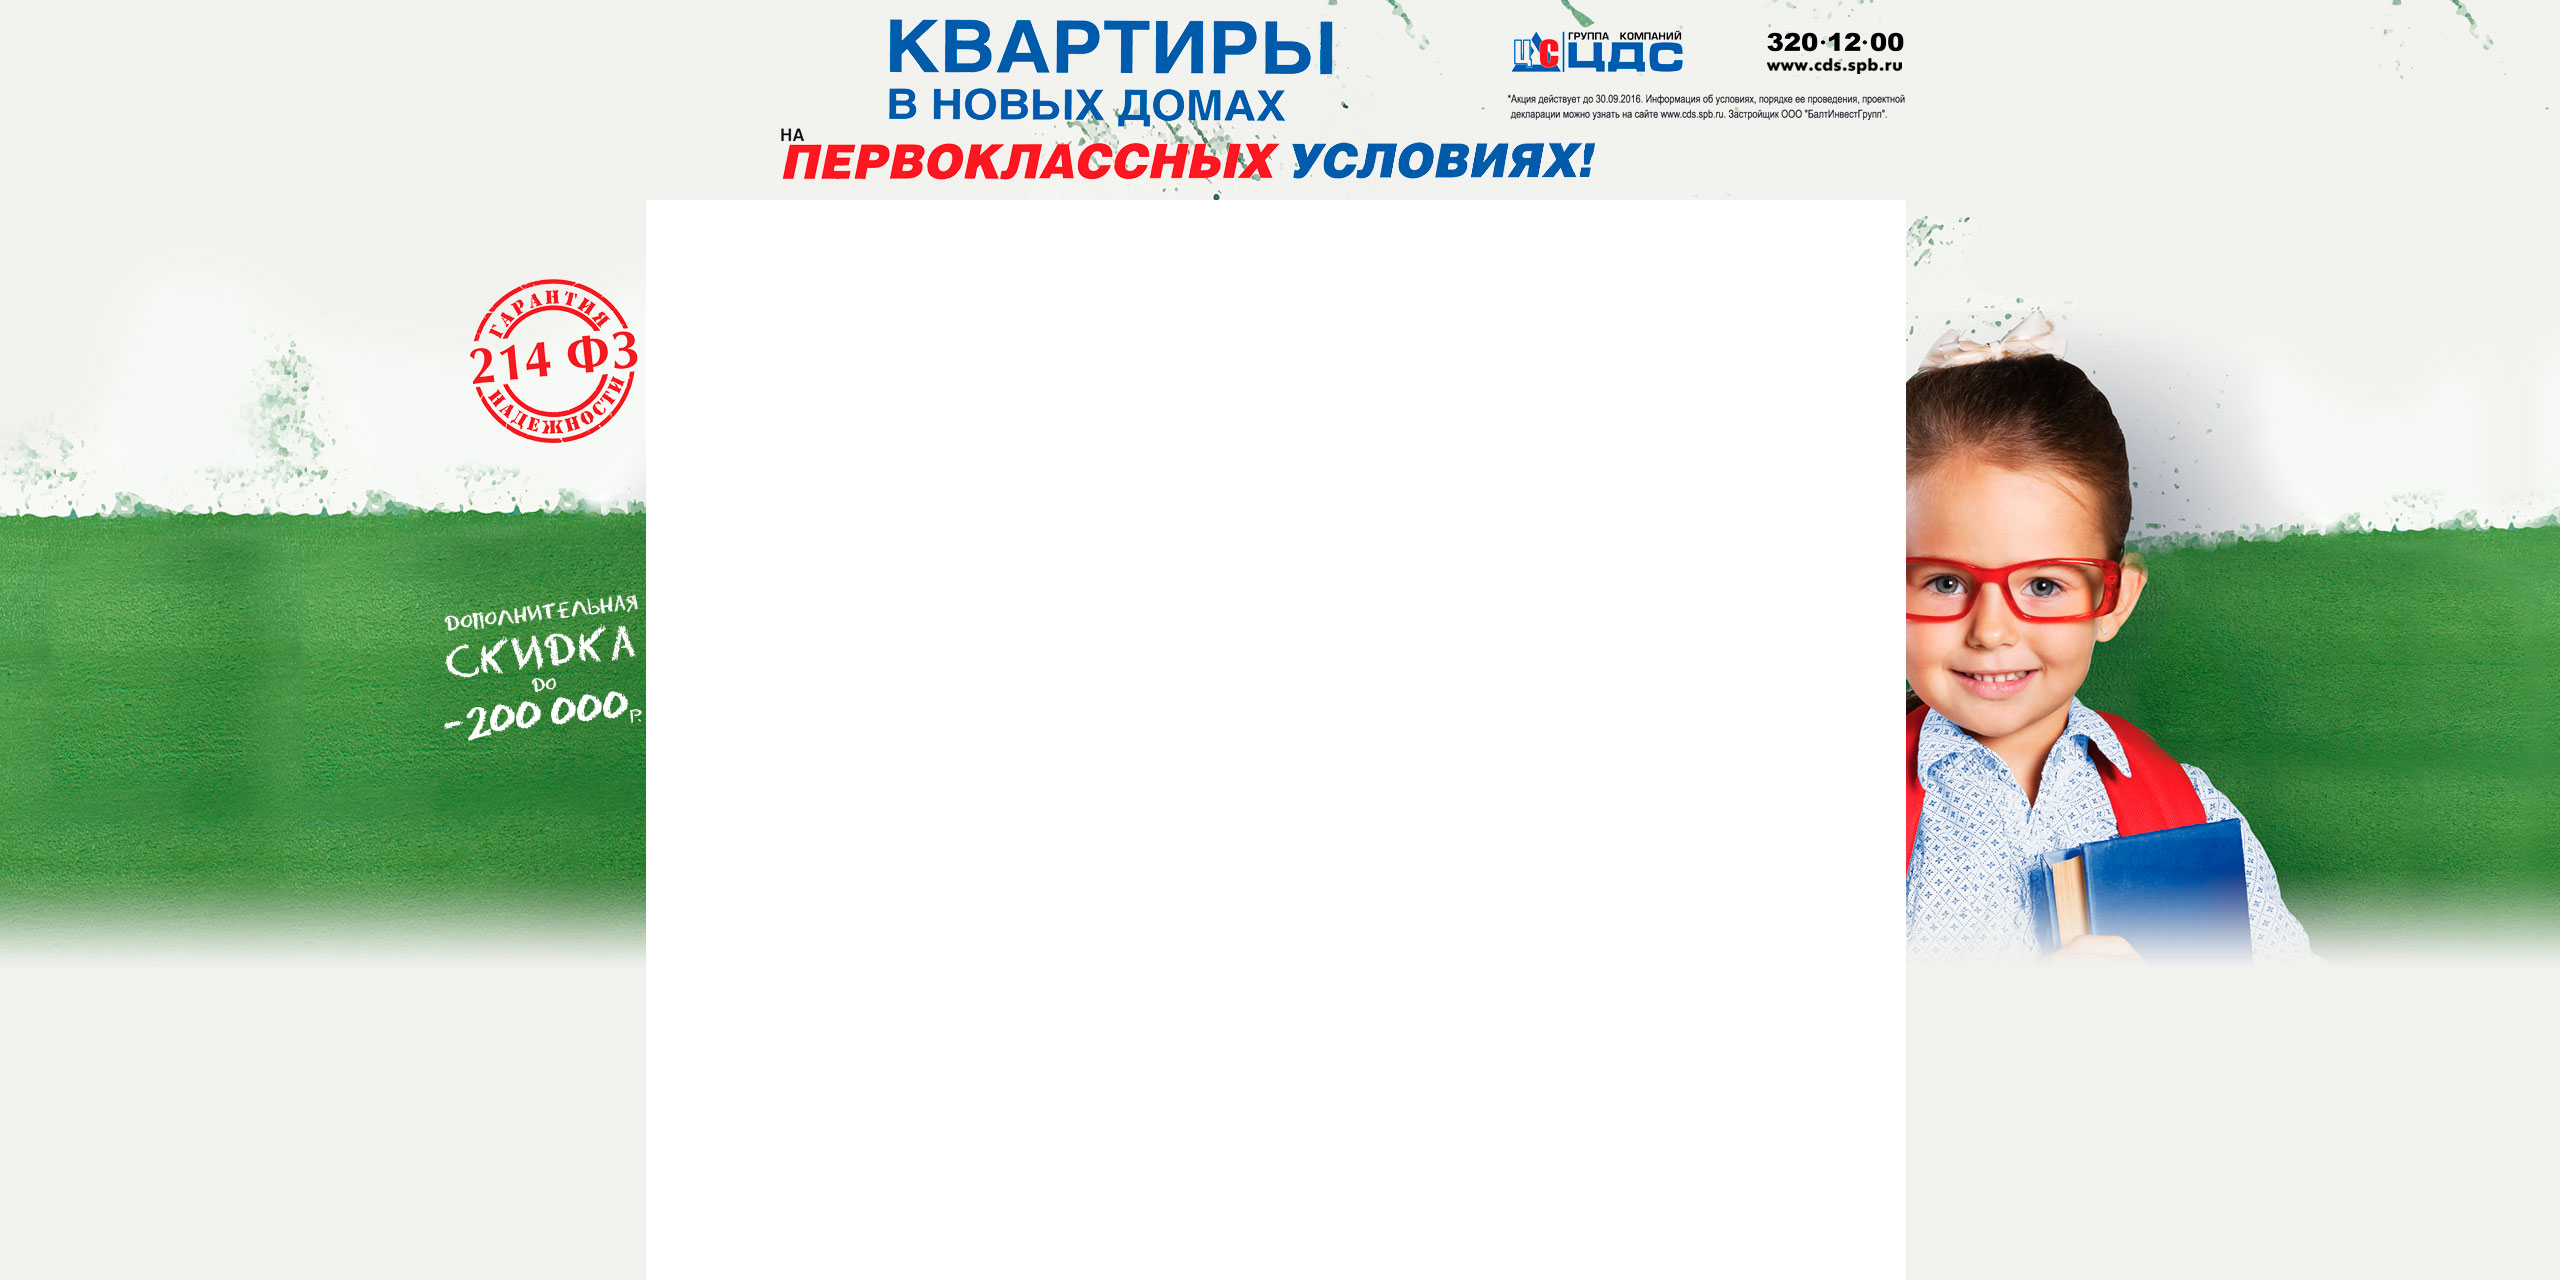 КВАРТИРЫ
В НОВЫХ ДОМАХ
НА
ПЕРВОКЛАССНЫХ УСЛОВИЯХ!
ЦС
ГРУППА КОМПАНИЙ
ЦДС
320·12·00
www.cds.spb.ru
*Акция действует до 30.09.2016. Информация об условиях, порядке ее проведения, проектной
декларации можно узнать на сайте www.cds.spb.ru. Застройщик ООО "БалтИнвестГрупп".
ГАРАНТИЯ
214 ФЗ
НАДЕЖНОСТИ
ДОПОЛНИТЕЛЬНАЯ
СКИДКА
ДО
-200 000 Р.